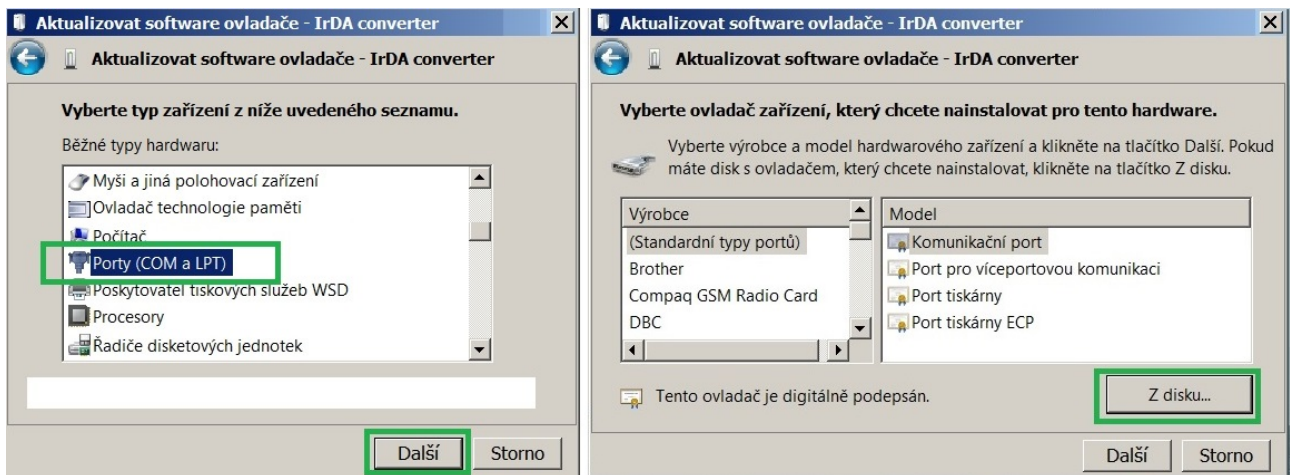 Aktualizovat software ovladače - IrDA converter
Aktualizovat software ovladače - IrDA converter
Vyberte typ zařízení z níže uvedeného seznamu.
Běžné typy hardwaru:
Myši a jiná polohovací zařízení
Ovladač technologie paměti
Počítač
Porty (COM a LPT)
Poskytovatel tiskových služeb WSD
Procesory
Řadiče disketových jednotek
Další
Storno
Aktualizovat software ovladače - IrDA converter
Aktualizovat software ovladače - IrDA converter
Vyberte ovladač zařízení, který chcete nainstalovat pro tento hardware.
Vyberte výrobce a model hardwarového zařízení a klikněte na tlačítko Další. Pokud
máte disk s ovladačem, který chcete nainstalovat, klikněte na tlačítko Z disku.
Výrobce
(Standardní typy portů)
Brother
Compaq GSM Radio Card
DBC
Model
Komunikační port
Port pro víceportovou komunikaci
Port tiskárny
Port tiskárny ECP
Tento ovladač je digitálně podepsán.
Z disku...
Další
Storno